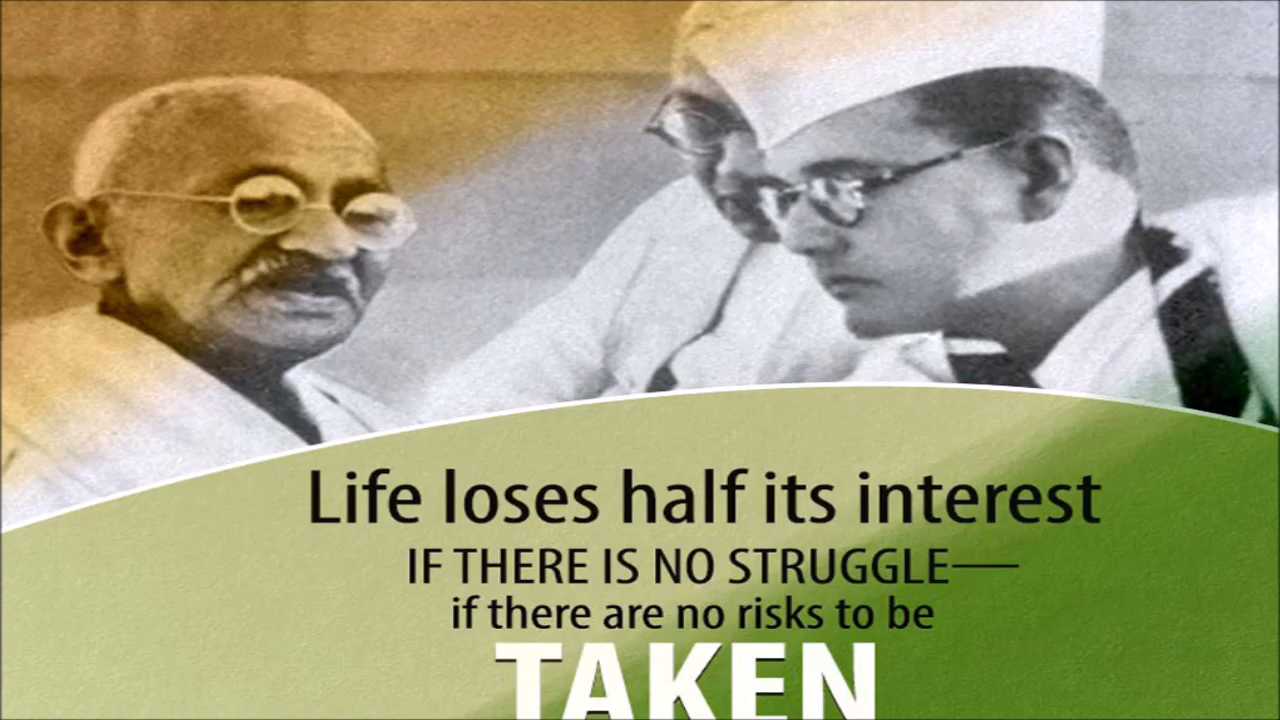 Life loses half its interest
IF THERE IS NO STRUGGLE—
if there are no risks to be
TAKEN